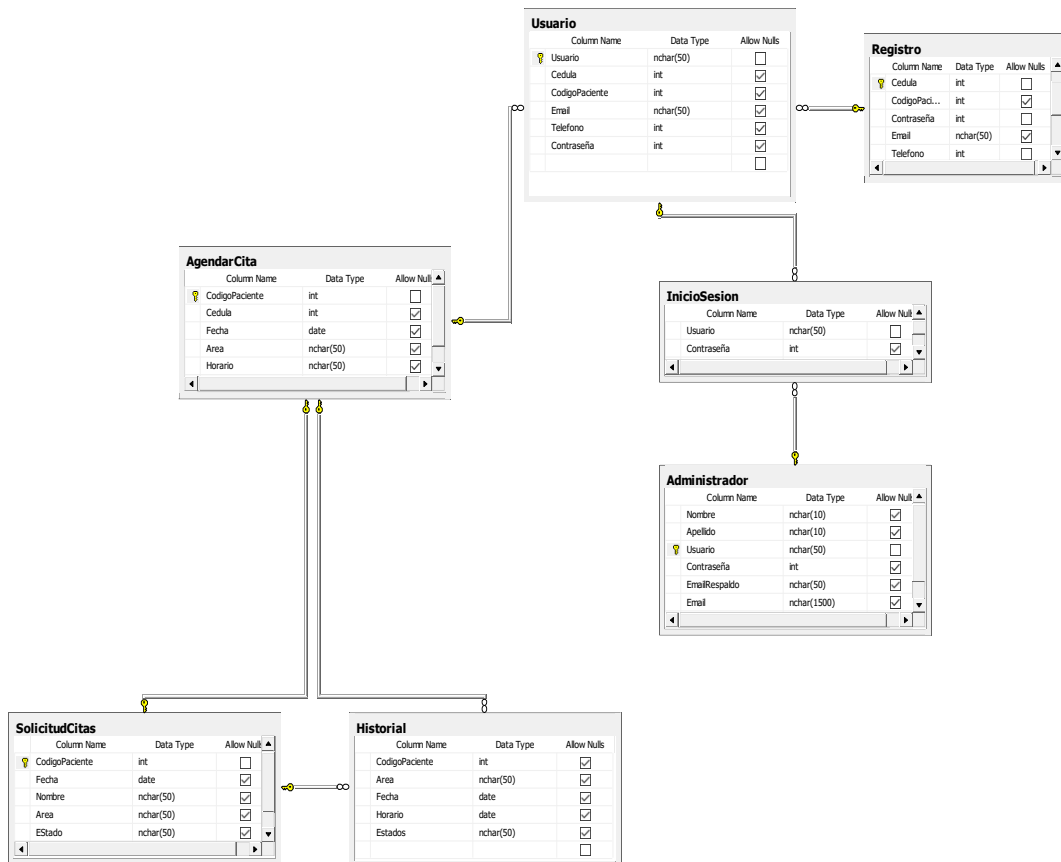 Usuario
Column Name Data Type Allow Nulls
Usuario nchar(50)
Cedula int
CodigoPaciente int
Email nchar(50)
Telefono int
Contraseña int
Registro
Column Name Data Type Allow Nulls
Cedula int
CodigoPaci... int
Contraseña int
Email nchar(50)
Telefono int
AgendarCita
Column Name Data Type Allow Null
CodigoPaciente int
Cedula int
Fecha date
Area nchar(50)
Horario nchar(50)
InicioSesion
Column Name Data Type Allow Null
Usuario nchar(50)
Contraseña int
Administrador
Column Name Data Type Allow Null
Nombre nchar(10)
Apellido nchar(10)
Usuario nchar(50)
Contraseña int
EmailRespaldo nchar(50)
Email nchar(1500)
SolicitudCitas
Column Name Data Type Allow Null
CodigoPaciente int
Fecha date
Nombre nchar(50)
Area nchar(50)
EStado nchar(50)
Historial
Column Name Data Type Allow Nulls
CodigoPaciente int
Area nchar(50)
Fecha date
Horario date
Estados nchar(50)